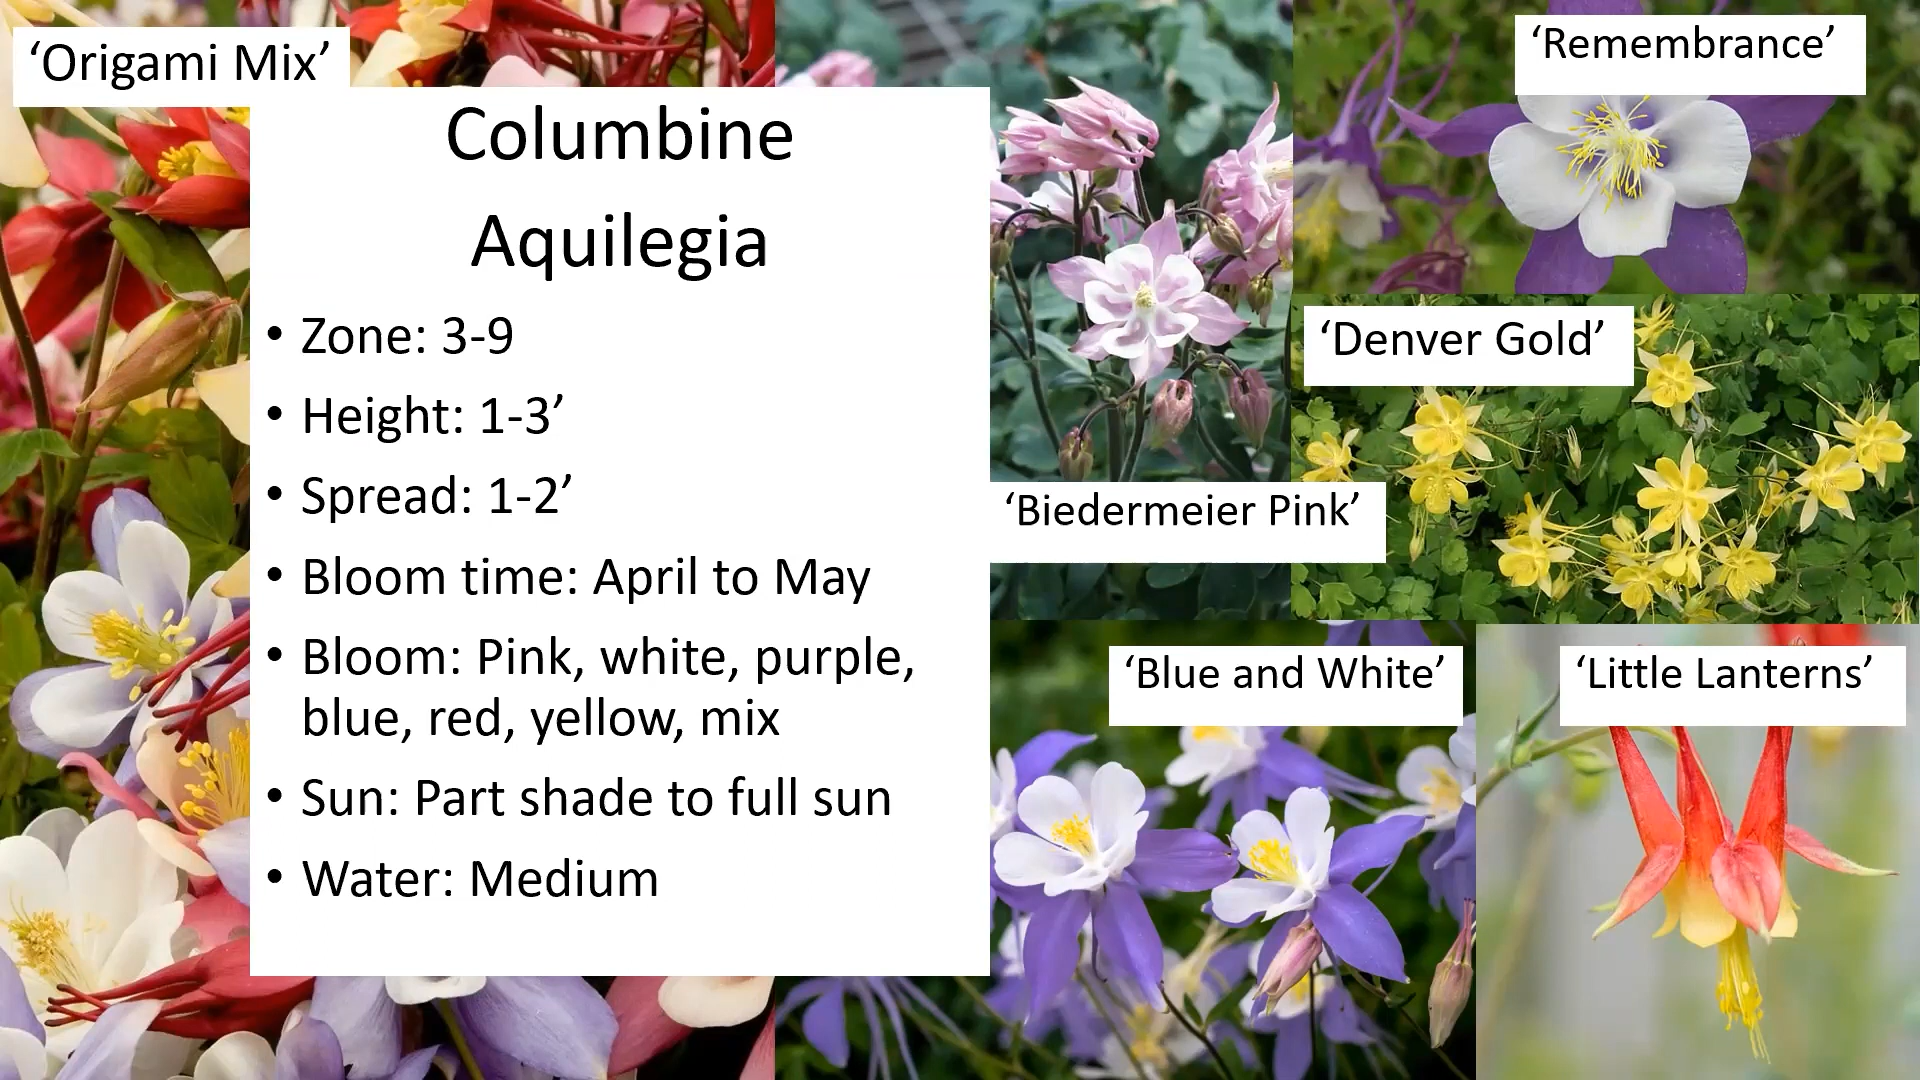 ‘Origami Mix’
Columbine
Aquilegia
• Zone: 3-9
• Height: 1-3’
• Spread: 1-2’
• Bloom time: April to May
• Bloom: Pink, white, purple,
blue, red, yellow, mix
• Sun: Part shade to full sun
• Water: Medium
‘Biedermeier Pink’
‘Remembrance’
‘Denver Gold’
‘Blue and White’
‘Little Lanterns’